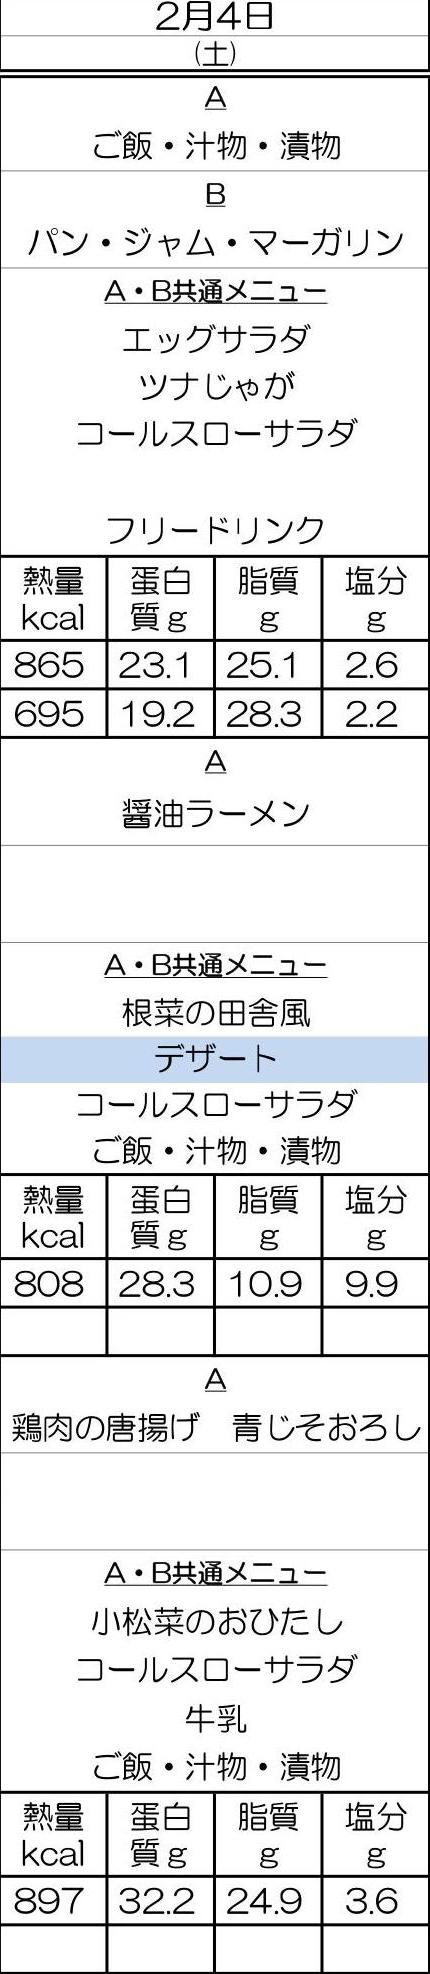 2月4日
(土)
A
ご飯・汁物・漬物
B
パン・ジャム・マーガリン
A・B共通メニュー
エッグサラダ
ツナじゃが
コールスローサラダ
フリードリンク
熱量 蛋白 脂質 塩分
kcal 質g g g
865 23.1 25.1 2.6
695 19.2 28.3 2.2
A
醤油ラーメン
A・B共通メニュー
根菜の田舎風
デザート
コールスローサラダ
ご飯・汁物・漬物
熱量 蛋白 脂質 塩分
kcal 質g g g
808 28.3 10.9 9.9
A
鶏肉の唐揚げ 青じそおろし
A・B共通メニュー
小松菜のおひたし
コールスローサラダ
牛乳
ご飯・汁物・漬物
熱量 蛋白 脂質 塩分
kcal 質g g g
897 32.2 24.9 3.6